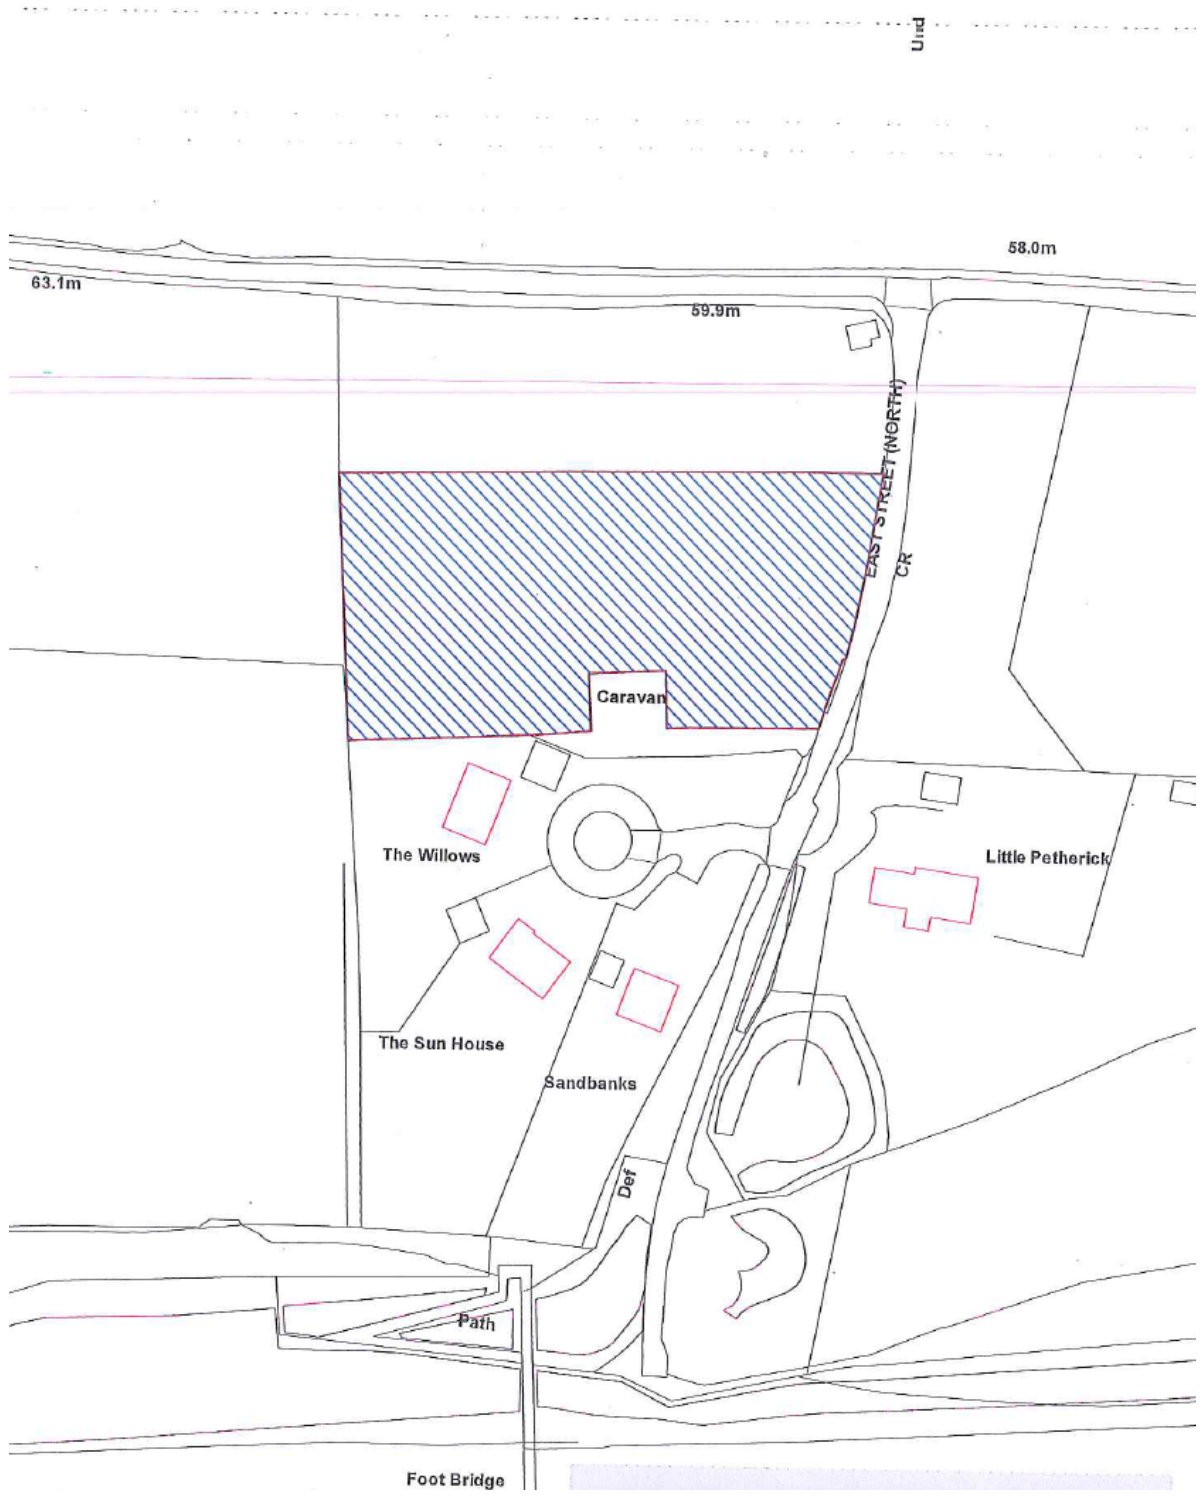 Und
58.0m
63.1m
59.9m
EAST STREET (NORTH)
CR
Caravan
The Willows
Little Petherick
The Sun House
Sandbanks
Def
Path
Foot Bridge